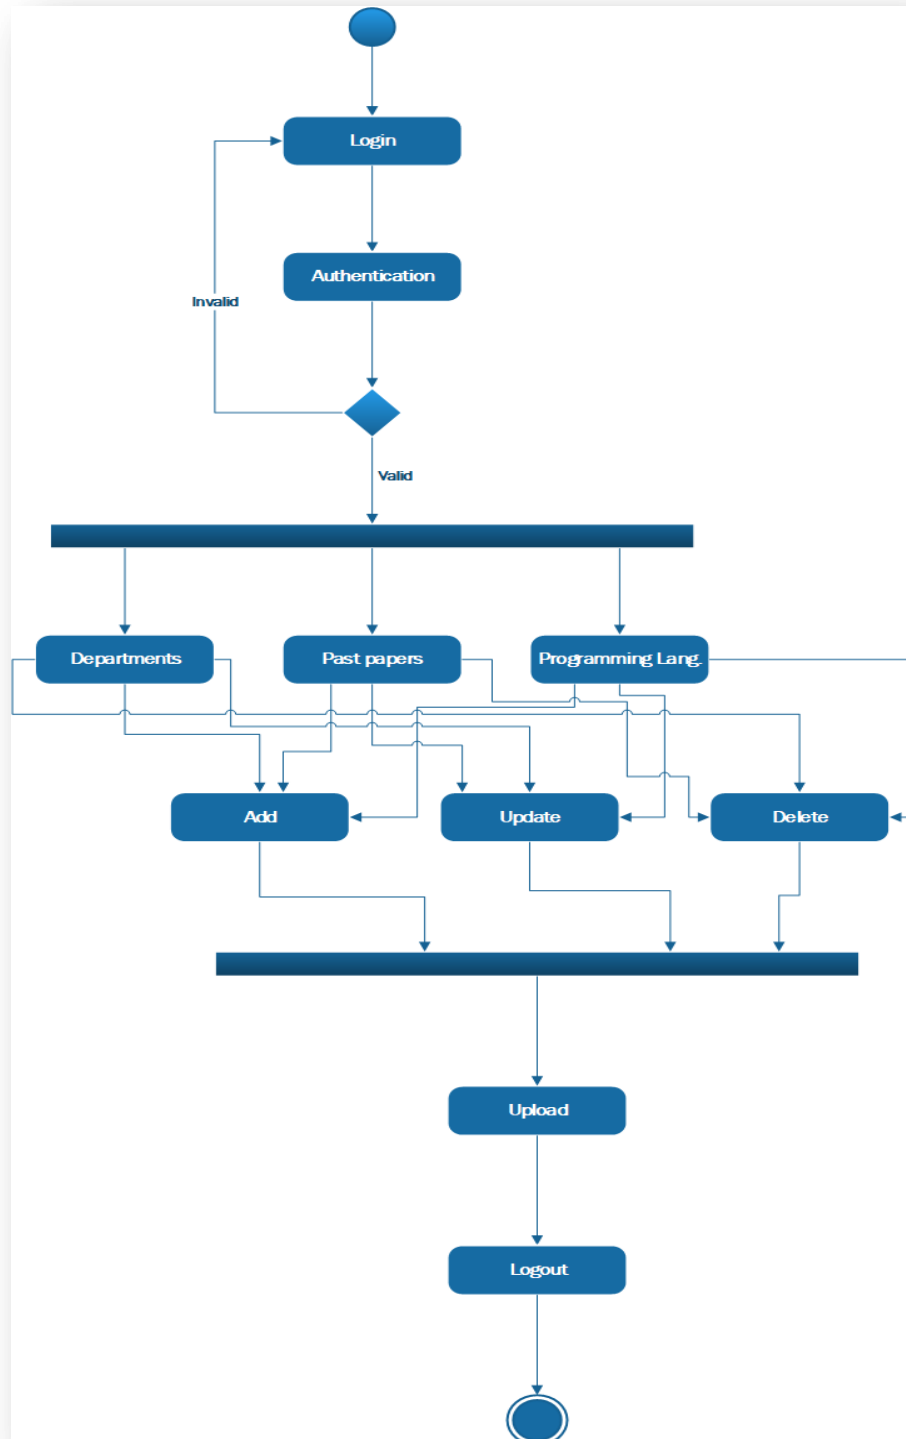 Login
Authentication
Invalid
Valid
Departments
Past papers
Programming Lang.
Add
Update
Delete
Upload
Logout